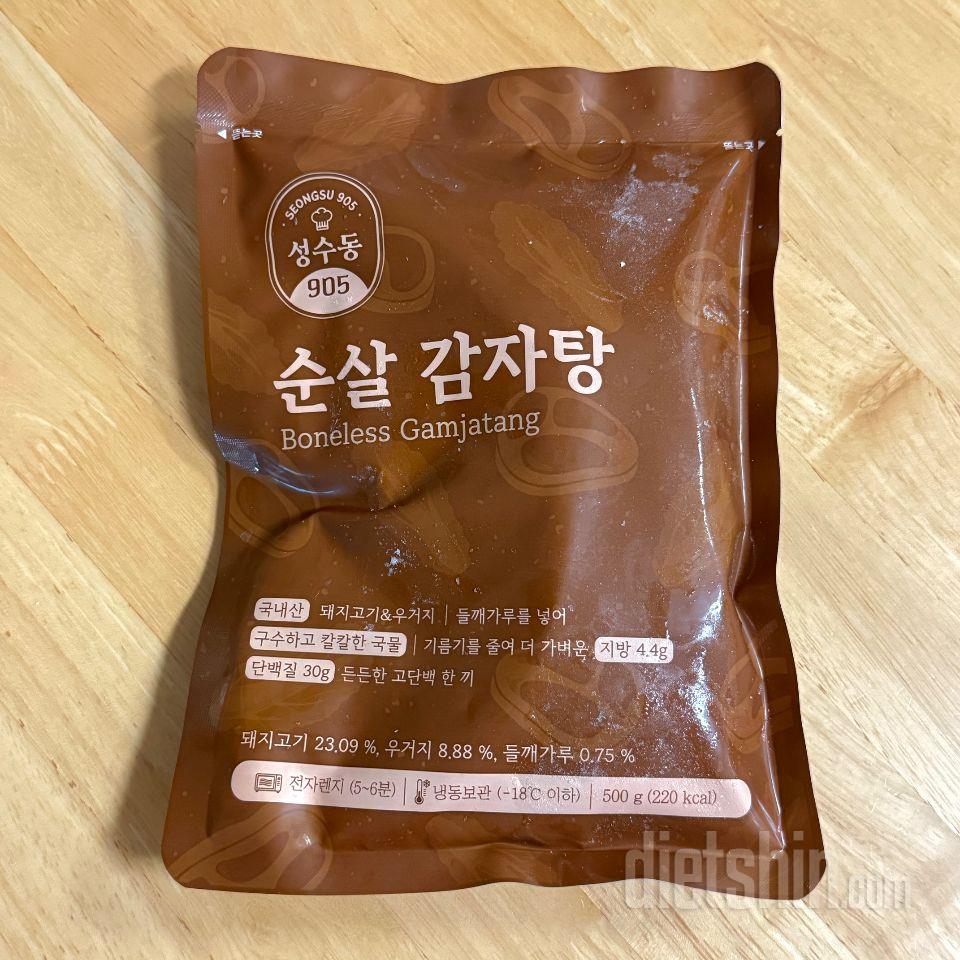 뜯는곳
뜯는곳
SEONGSU 905
성수동
905
순살 감자탕
Boneless Gamjatang
국내산 돼지고기&우거지 | 들깨가루를 넣어
구수하고 칼칼한 국물 | 기름기를 줄여 더 가벼운 지방 4.4g
단백질 30g 든든한 고단백 한 끼
돼지고기 23.09 %, 우거지 8.88 %, 들깨가루 0.75 %
전자렌지 (5~6분) | 냉동보관 (-18℃ 이하) | 500 g (220 kcal)
dietshin.com